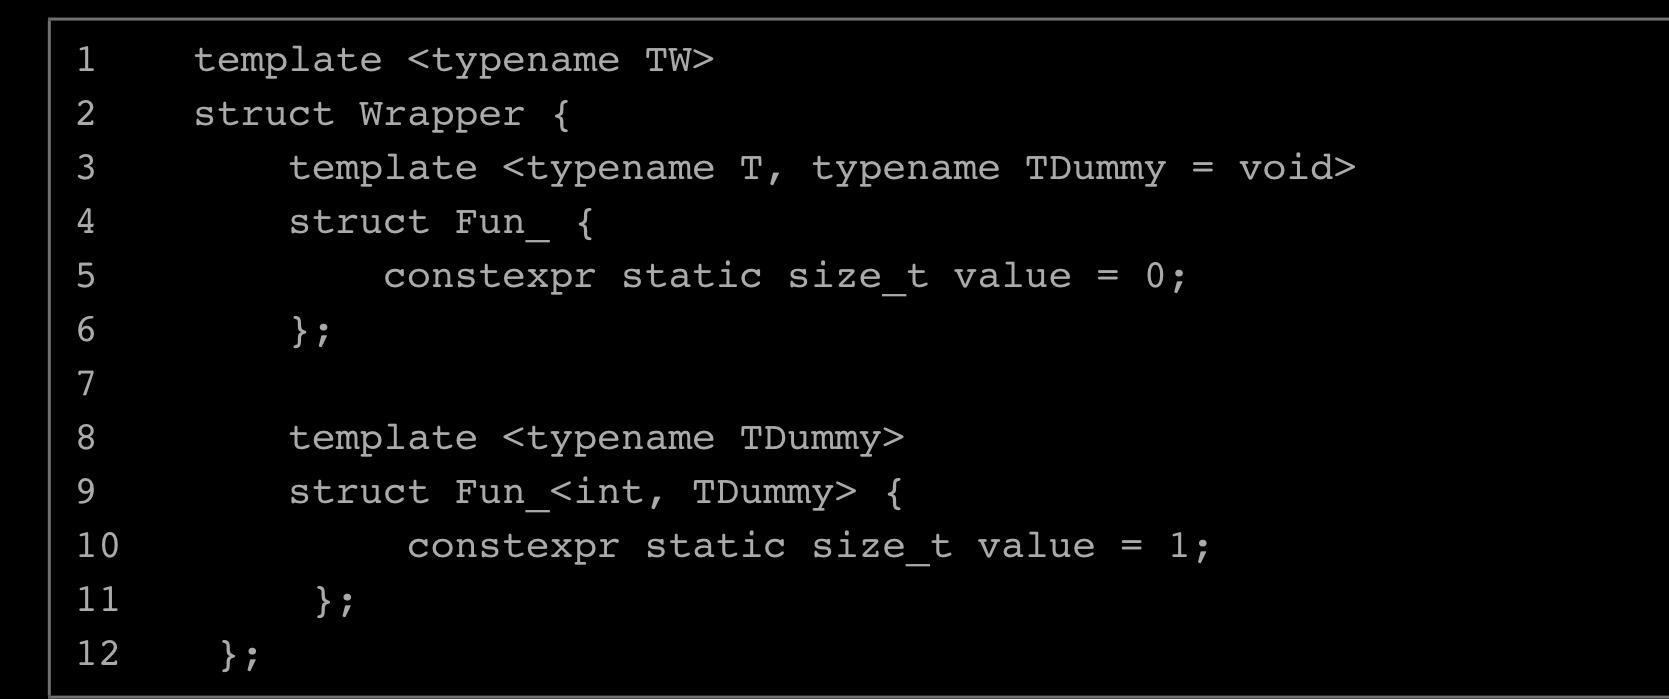 1 template <typename TW>
2 struct Wrapper {
3 template <typename T, typename TDummy = void>
4 struct Fun_ {
5 constexpr static size_t value = 0;
6 };
7
8 template <typename TDummy>
9 struct Fun_<int, TDummy> {
10 constexpr static size_t value = 1;
11 };
12 };